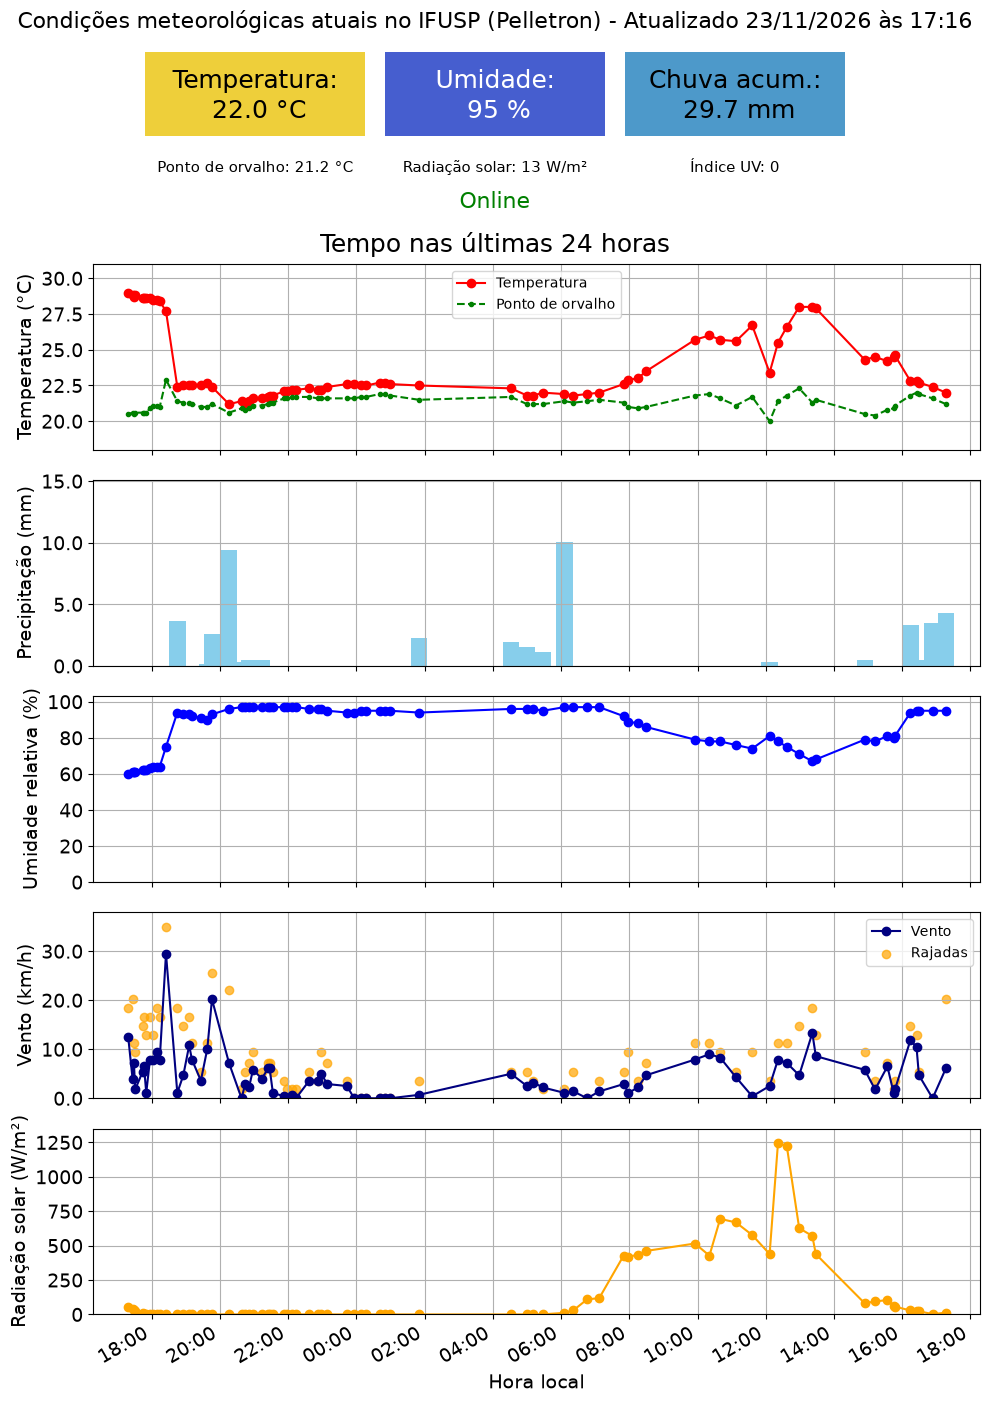 Condições meteorológicas atuais no IFUSP (Pelletron) - Atualizado 23/11/2026 às 17:16
Temperatura:
22.0 °C
Umidade:
95 %
Chuva acum.:
29.7 mm
Ponto de orvalho: 21.2 °C
Radiação solar: 13 W/m²
Índice UV: 0
Online
Tempo nas últimas 24 horas
Temperatura (°C)
30.0
27.5
25.0
22.5
20.0
Temperatura
Ponto de orvalho
Precipitação (mm)
15.0
10.0
5.0
0.0
Umidade relativa (%)
100
80
60
40
20
0
Vento (km/h)
30.0
20.0
10.0
0.0
Vento
Rajadas
Radiação solar (W/m²)
1250
1000
750
500
250
0
18:00
20:00
22:00
00:00
02:00
04:00
06:00
08:00
10:00
12:00
14:00
16:00
18:00
Hora local